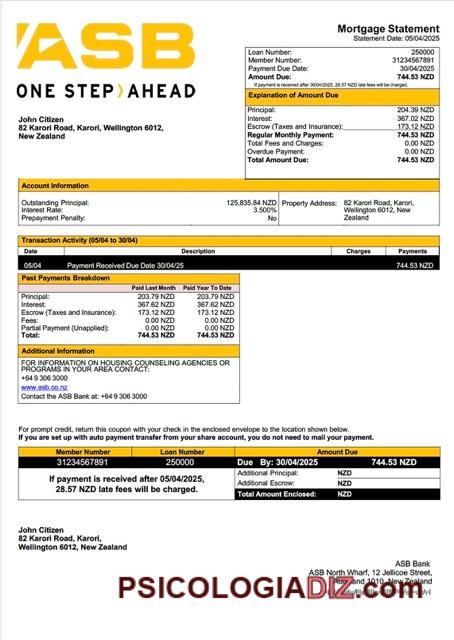 ASB
ONE STEP AHEAD
Mortgage Statement
Statement Date: 05/04/2025
Loan Number: 250000
Member Number: 31234567891
Payment Due Date: 30/04/2025
Amount Due: 744.53 NZD
If payment is received after 30/04/2025, 28.57 NZD late fees will be charged.
Explanation of Amount Due
Principal: 204.39 NZD
Interest: 367.02 NZD
Escrow (Taxes and Insurance): 173.12 NZD
Regular Monthly Payment: 744.53 NZD
Total Fees and Charges: 0.00 NZD
Overdue Payment: 0.00 NZD
Total Amount Due: 744.53 NZD
John Citizen
82 Karori Road, Karori, Wellington 6012,
New Zealand
Account Information
Outstanding Principal: 125,835.84 NZD
Interest Rate: 3.500%
Prepayment Penalty: No
Property Address: 82 Karori Road, Karori,
Wellington 6012, New
Zealand
Transaction Activity (05/04 to 30/04)
Date Description Charges Payments
05/04 Payment Received Due Date 30/04/25 744.53 NZD
Past Payments Breakdown
Paid Last Month Paid Year To Date
Principal: 203.79 NZD 203.79 NZD
Interest: 367.62 NZD 367.62 NZD
Escrow (Taxes and Insurance): 173.12 NZD 173.12 NZD
Fees: 0.00 NZD 0.00 NZD
Partial Payment (Unapplied): 0.00 NZD 0.00 NZD
Total: 744.53 NZD 744.53 NZD
Additional Information
FOR INFORMATION ON HOUSING COUNSELING AGENCIES OR
PROGRAMS IN YOUR AREA CONTACT:
+64 9 306 3000
www.asb.co.nz
Contact the ASB Bank at: +64 9 306 3000
For prompt credit, return this coupon with your check in the enclosed envelope to the location shown below.
If you are set up with auto payment transfer from your share account, you do not need to mail your payment.
Member Number Loan Number Amount Due
31234567891 250000 Due By: 30/04/2025 744.53 NZD
If payment is received after 05/04/2025,
28.57 NZD late fees will be charged.
Additional Principal: NZD
Additional Escrow: NZD
Total Amount Enclosed: NZD
John Citizen
82 Karori Road, Karori,
Wellington 6012, New Zealand
ASB Bank
ASB North Wharf, 12 Jellicoe Street,
Auckland 1010, New Zealand
PSICOLOGIADIZ.com